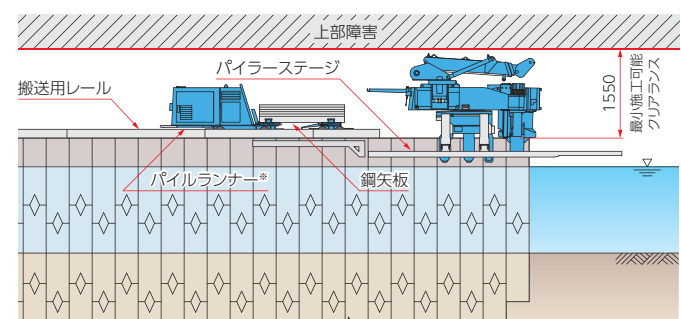 上部障害
パイラーステージ
搬送用レール
1550
最小施工可能
クリアランス
パイルランナー※
鋼矢板